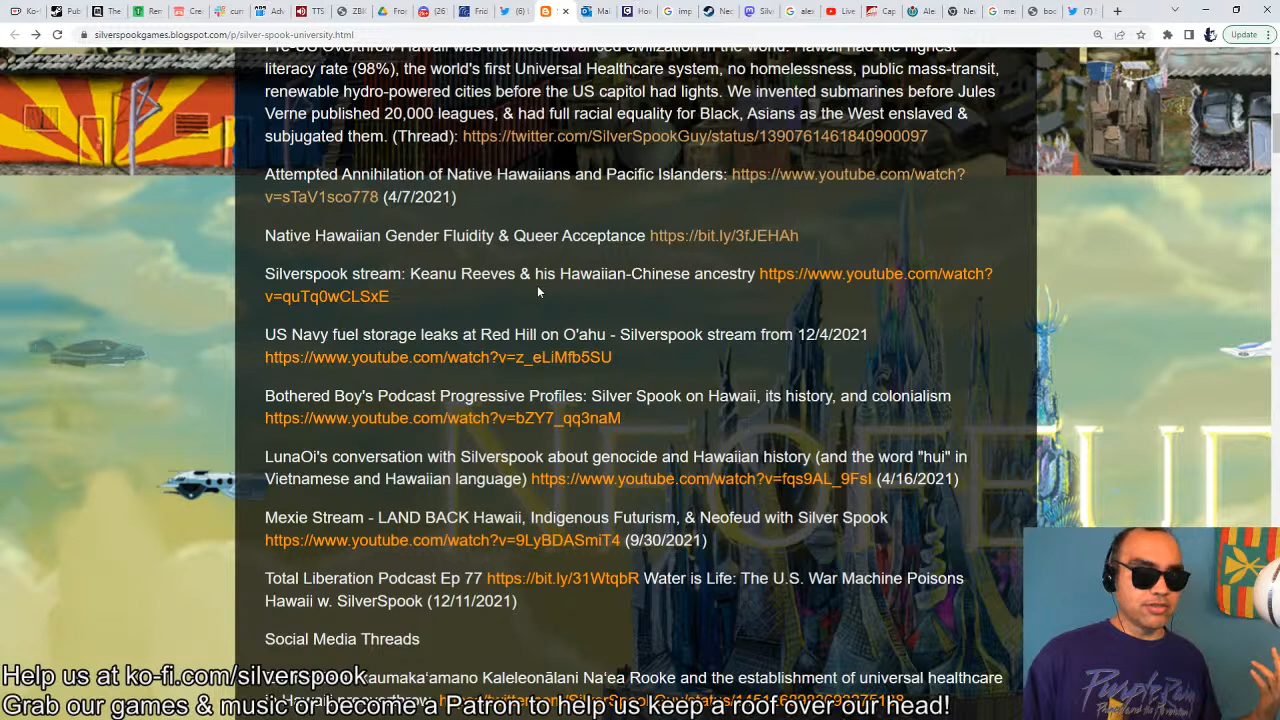 silverspookgames.blogspot.com/p/silver-spook-university.html
Update
Pre-US Overthrow Hawaii was the most advanced civilization in the world. Hawaii had the highest
literacy rate (98%), the world's first Universal Healthcare system, no homelessness, public mass-transit,
renewable hydro-powered cities before the US capitol had lights. We invented submarines before Jules
Verne published 20,000 leagues, & had full racial equality for Black, Asians as the West enslaved &
subjugated them. (Thread): https://twitter.com/SilverSpookGuy/status/1390761461840900097
Attempted Annihilation of Native Hawaiians and Pacific Islanders: https://www.youtube.com/watch?
v=sTaV1sco778 (4/7/2021)
Native Hawaiian Gender Fluidity & Queer Acceptance https://bit.ly/3fJEHAh
Silverspook stream: Keanu Reeves & his Hawaiian-Chinese ancestry https://www.youtube.com/watch?
v=quTq0wCLSxE
US Navy fuel storage leaks at Red Hill on O'ahu - Silverspook stream from 12/4/2021
https://www.youtube.com/watch?v=z_eLiMfb5SU
Bothered Boy's Podcast Progressive Profiles: Silver Spook on Hawaii, its history, and colonialism
https://www.youtube.com/watch?v=bZY7_qq3naM
LunaOi's conversation with Silverspook about genocide and Hawaiian history (and the word "hui" in
Vietnamese and Hawaiian language) https://www.youtube.com/watch?v=fqs9AL_9FsI (4/16/2021)
Mexie Stream - LAND BACK Hawaii, Indigenous Futurism, & Neofeud with Silver Spook
https://www.youtube.com/watch?v=9LyBDASmiT4 (9/30/2021)
Total Liberation Podcast Ep 77 https://bit.ly/31WtqbR Water is Life: The U.S. War Machine Poisons
Hawaii w. SilverSpook (12/11/2021)
Social Media Threads
Kaleleonālani Na'ea Rooke and the establishment of universal healthcare
Help us at ko-fi.com/silverspook
Grab our games & music or become a Patron to help us keep a roof over our head!